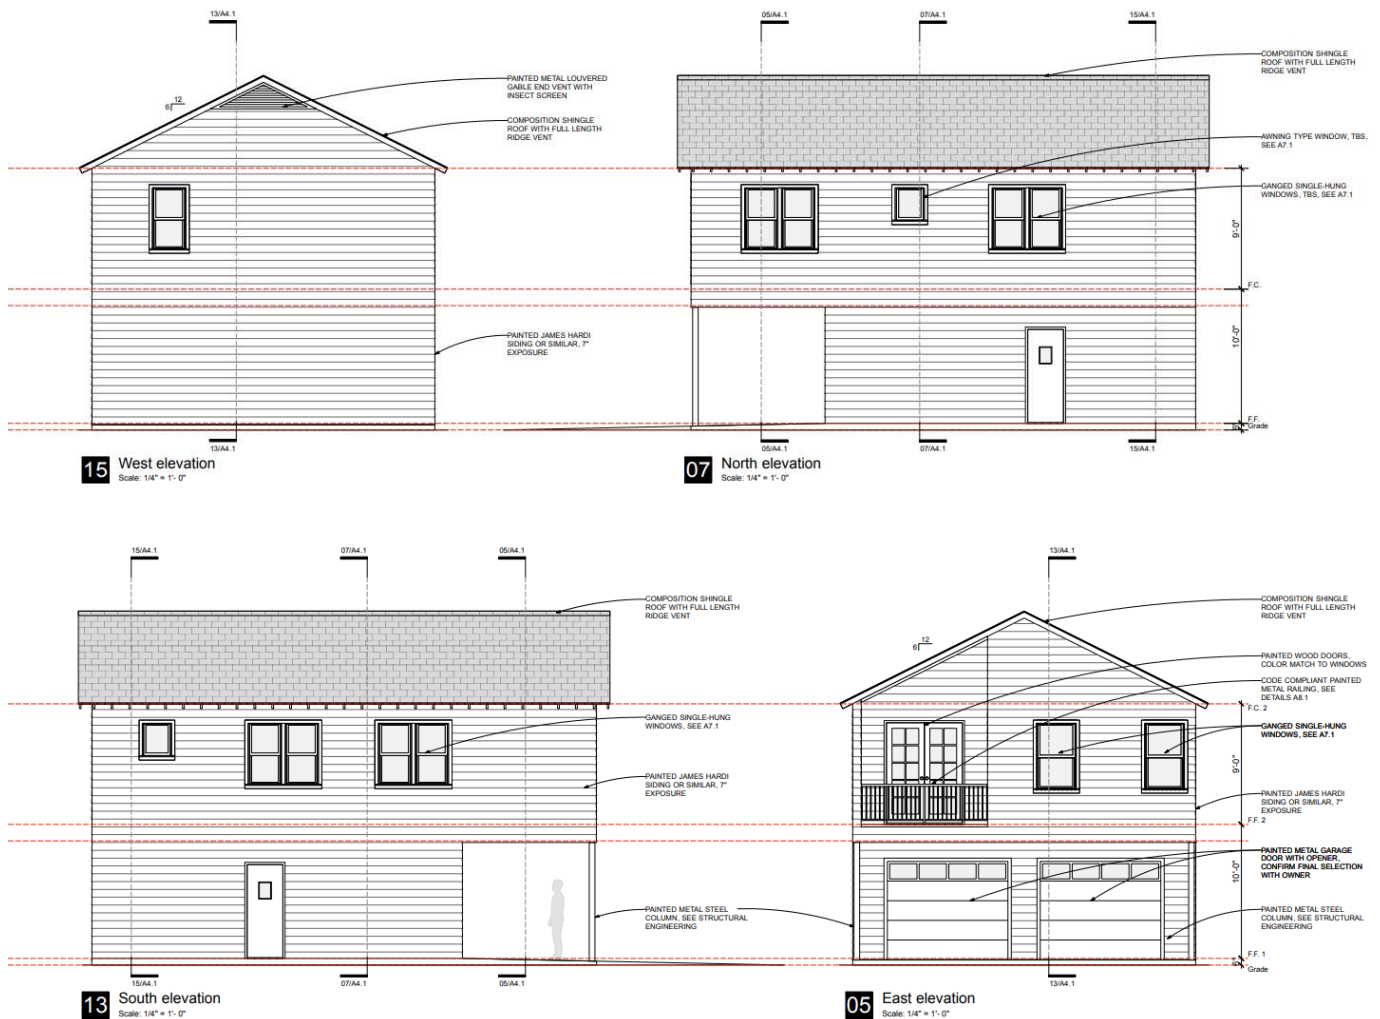 13/A4.1
PAINTED METAL LOUVERED
GABLE END VENT WITH
INSECT SCREEN
12
6
COMPOSITION SHINGLE
ROOF WITH FULL LENGTH
RIDGE VENT
PAINTED JAMES HARDI
SIDING OR SIMILAR, 7"
EXPOSURE
13/A4.1
15
West elevation
Scale: 1/4" = 1'- 0"
05/A4.1
07/A4.1
15/A4.1
COMPOSITION SHINGLE
ROOF WITH FULL LENGTH
RIDGE VENT
AWNING TYPE WINDOW, TBS,
SEE A7.1
GANGED SINGLE-HUNG
WINDOWS, TBS, SEE A7.1
9'-0"
F.C.
10'-0"
F.F.
Grade
6"
05/A4.1
07/A4.1
15/A4.1
07
North elevation
Scale: 1/4" = 1'- 0"
15/A4.1
07/A4.1
05/A4.1
COMPOSITION SHINGLE
ROOF WITH FULL LENGTH
RIDGE VENT
GANGED SINGLE-HUNG
WINDOWS, SEE A7.1
PAINTED JAMES HARDI
SIDING OR SIMILAR, 7"
EXPOSURE
PAINTED METAL STEEL
COLUMN, SEE STRUCTURAL
ENGINEERING
15/A4.1
07/A4.1
05/A4.1
13
South elevation
Scale: 1/4" = 1'- 0"
13/A4.1
COMPOSITION SHINGLE
ROOF WITH FULL LENGTH
RIDGE VENT
12
6
PAINTED WOOD DOORS,
COLOR MATCH TO WINDOWS
CODE COMPLIANT PAINTED
METAL RAILING, SEE
DETAILS A8.1
F.C. 2
GANGED SINGLE-HUNG
WINDOWS, SEE A7.1
9'-0"
PAINTED JAMES HARDI
SIDING OR SIMILAR, 7"
EXPOSURE
F.F. 2
PAINTED METAL GARAGE
DOOR WITH OPENER,
CONFIRM FINAL SELECTION
WITH OWNER
10'-0"
PAINTED METAL STEEL
COLUMN, SEE STRUCTURAL
ENGINEERING
F.F. 1
6"
Grade
13/A4.1
05
East elevation
Scale: 1/4" = 1'- 0"